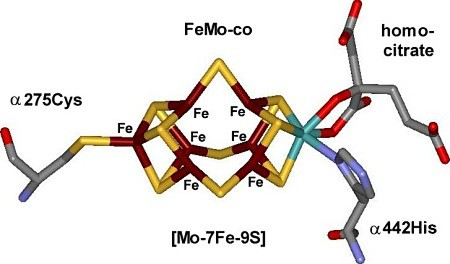 FeMo-co
homo-
citrate
α275Cys
Fe
Fe
Fe
Fe
Fe
Fe
Fe
α442His
[Mo-7Fe-9S]